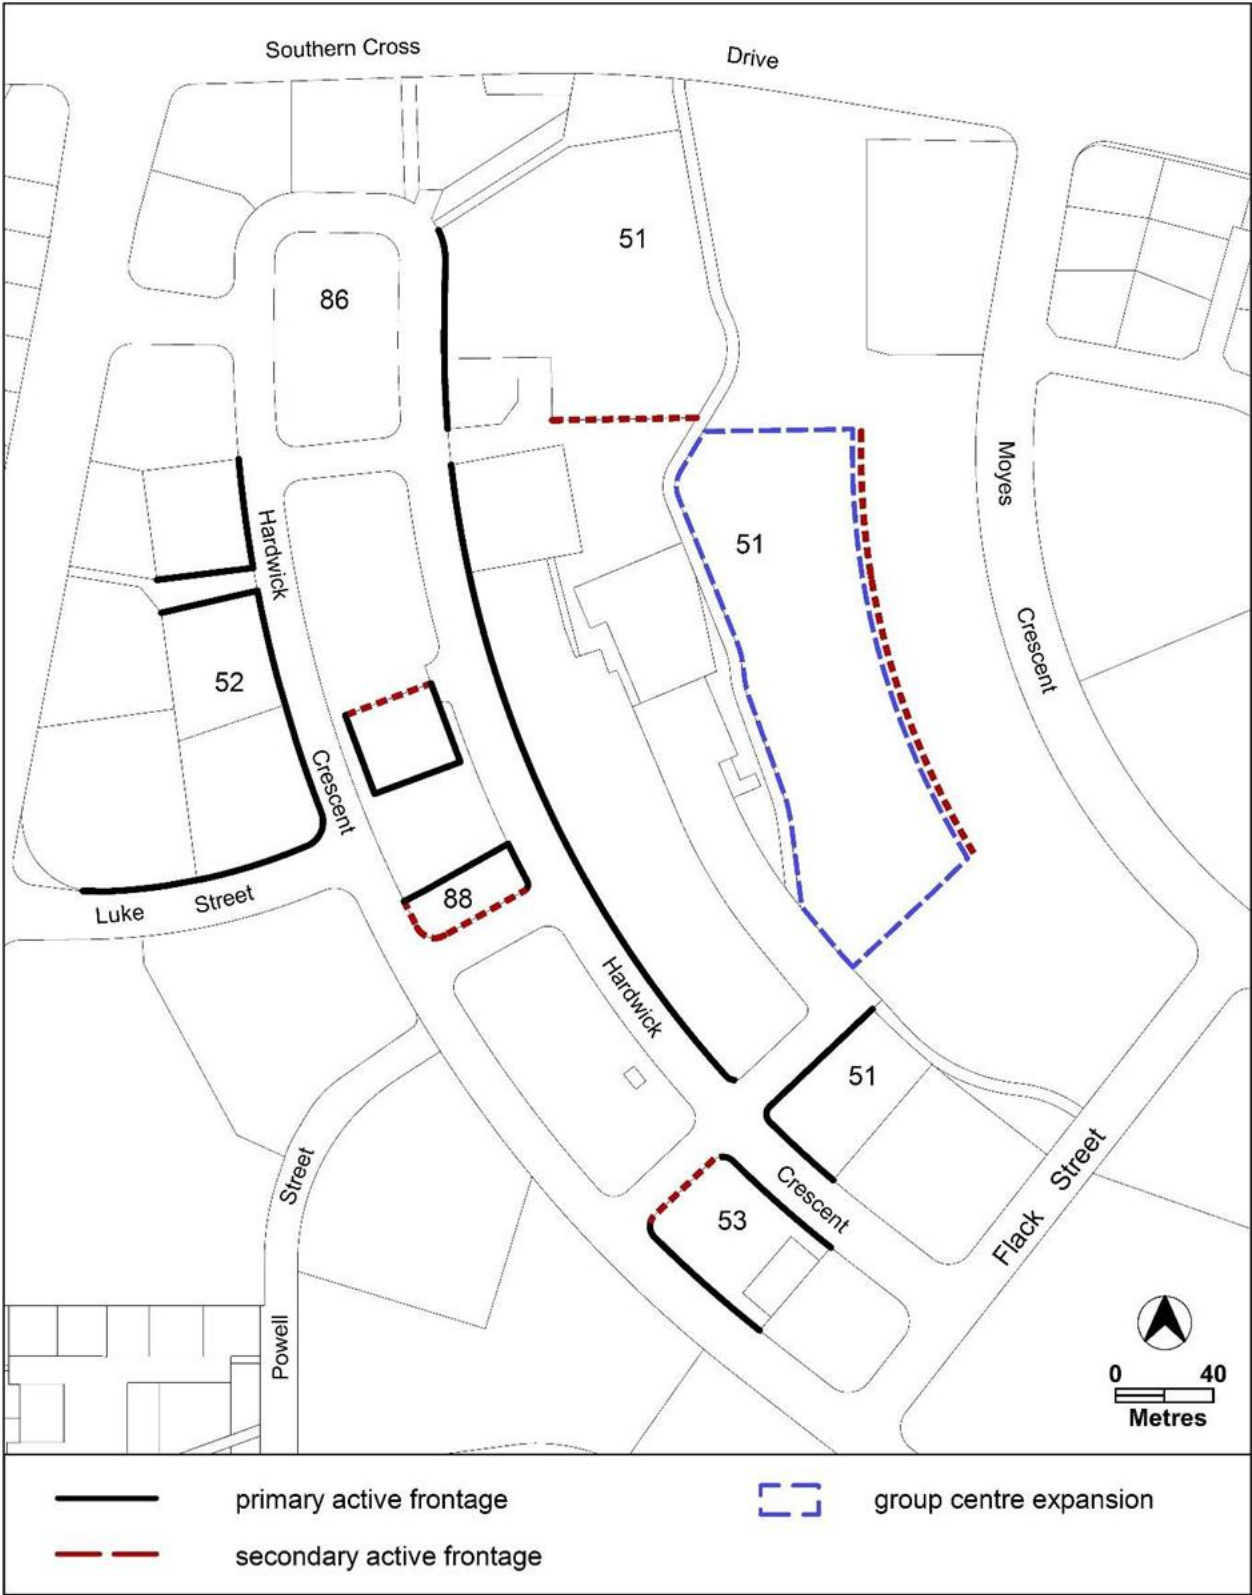 Southern Cross
Drive
51
86
Moyes
Hardwick
51
Crescent
52
Crescent
88
Luke
Street
Hardwick
51
Street
Street
Crescent
53
Flack
Powell
0 40
Metres
primary active frontage
group centre expansion
secondary active frontage